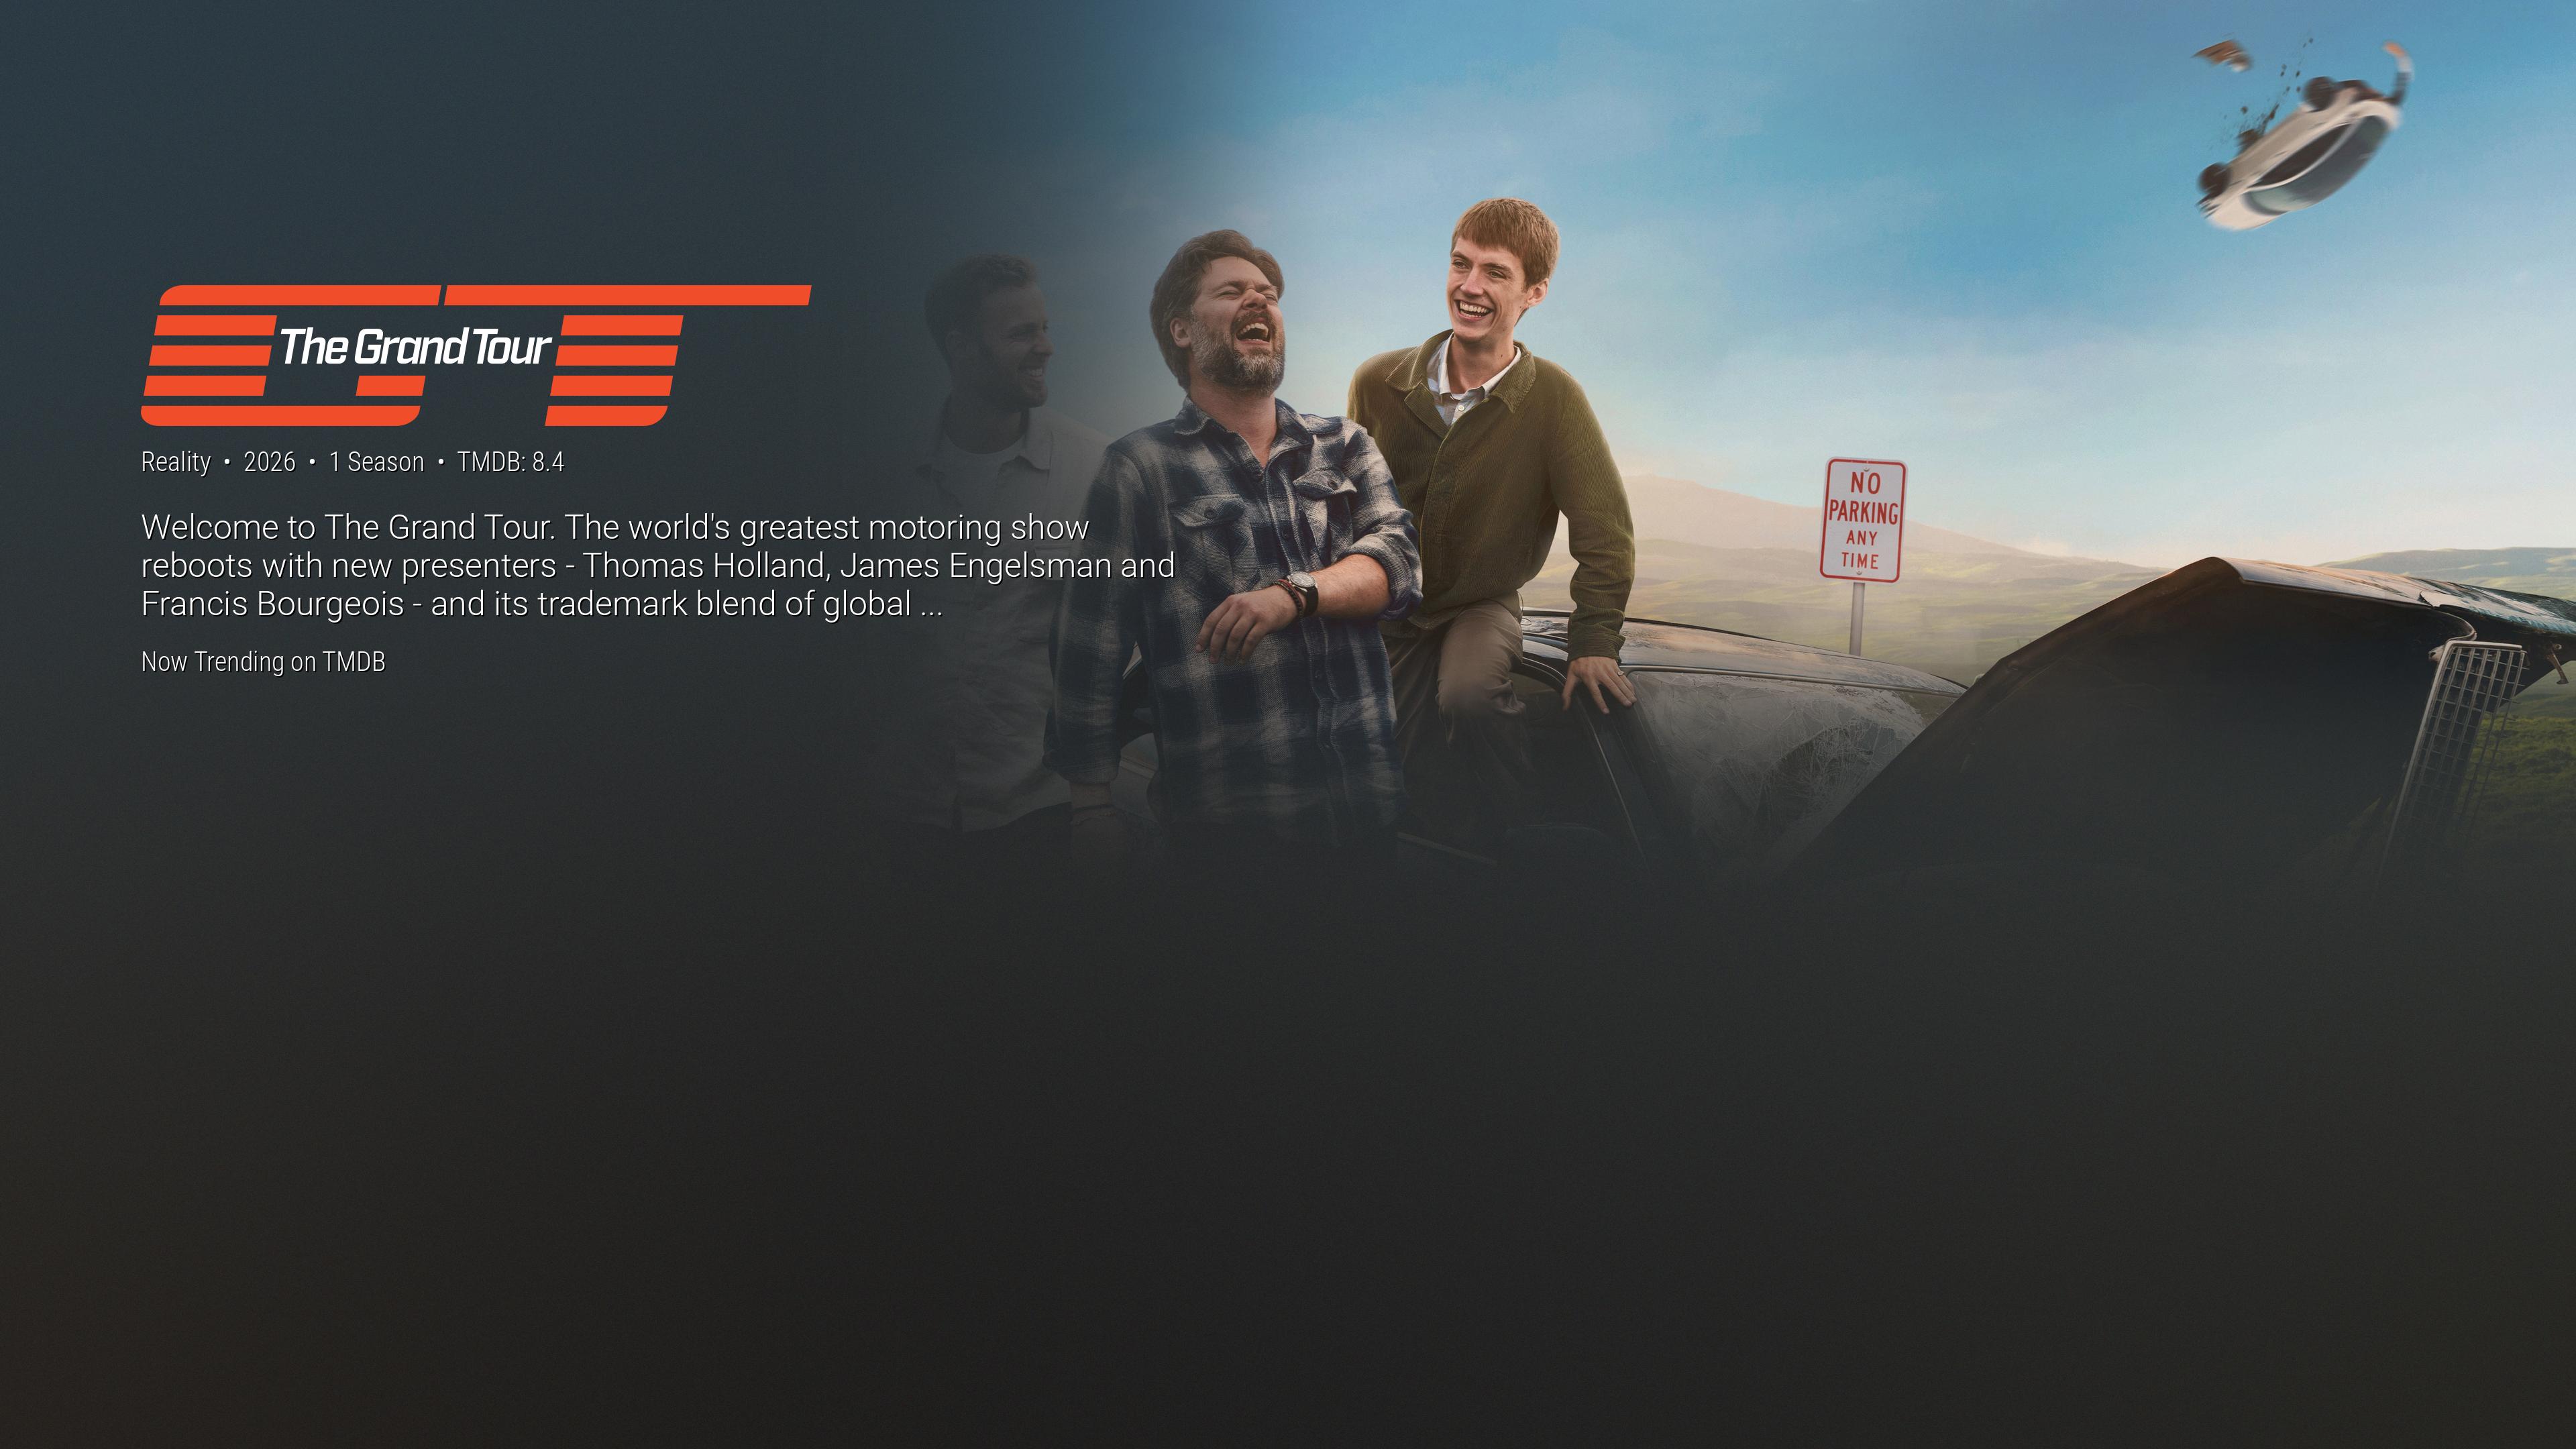 The Grand Tour
Reality • 2026 • 1 Season • TMDB: 8.4
Welcome to The Grand Tour. The world's greatest motoring show
reboots with new presenters - Thomas Holland, James Engelsman and
Francis Bourgeois - and its trademark blend of global ...
Now Trending on TMDB
NO
PARKING
ANY
TIME